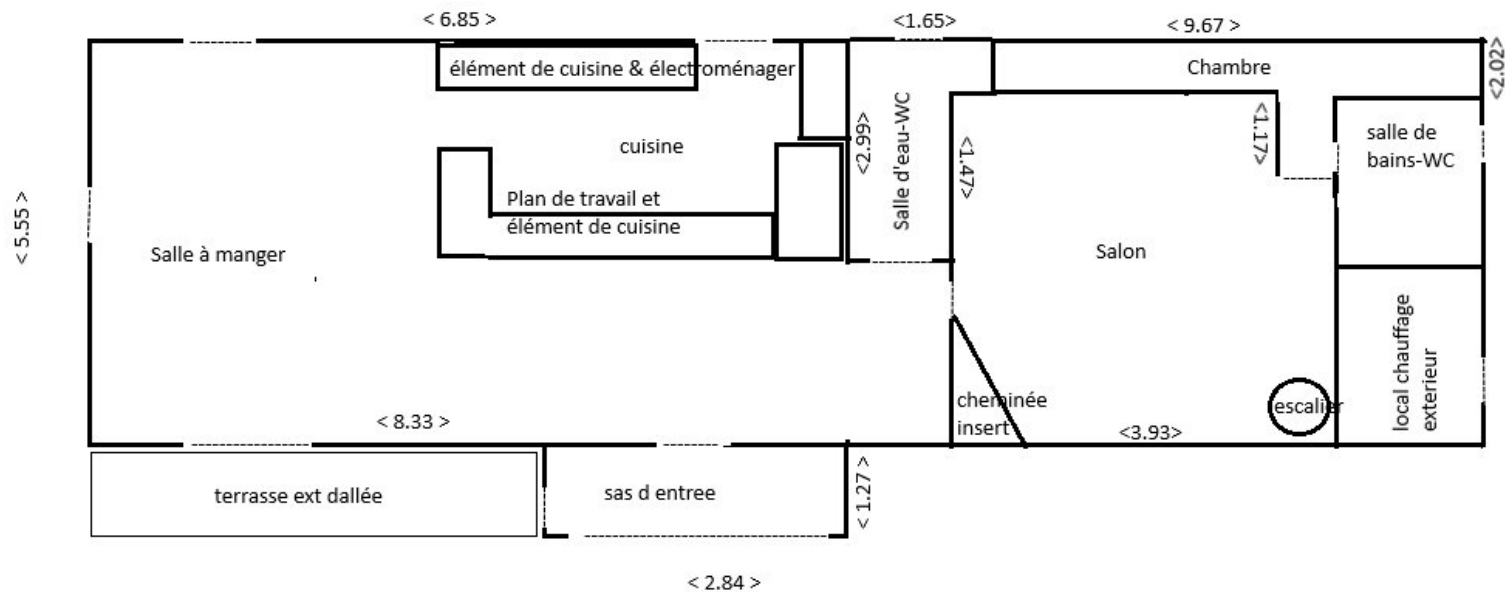 < 6.85 >
<1.65>
< 9.67 >
élément de cuisine & électroménager
Chambre
<2.02>
cuisine
<2.99>
Salle d'eau-WC
<1.47>
<1.17>
salle de
bains-WC
Plan de travail et
élément de cuisine
< 5.55 >
Salle à manger
Salon
< 8.33 >
cheminée
insert
<3.93>
escalier
local chauffage
exterieur
terrasse ext dallée
sas d entree
< 1.27 >
< 2.84 >